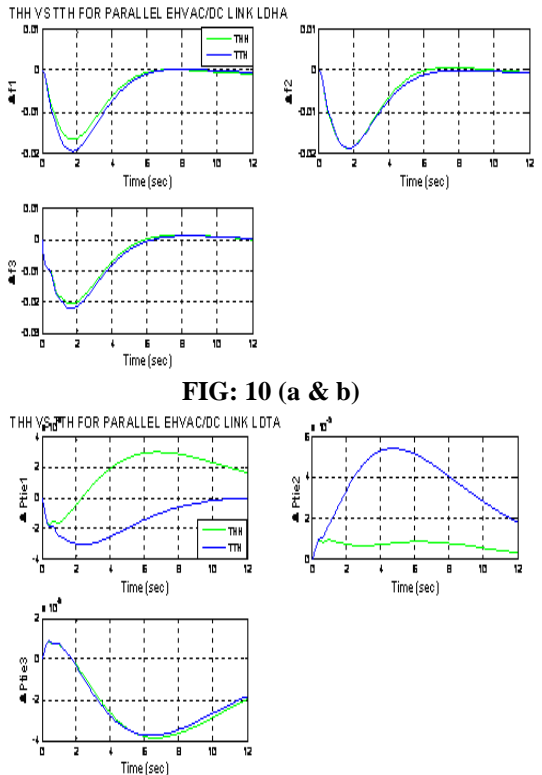 THH VS TTH FOR PARALLEL EHVAC/DC LINK LDHA
0.01
0
-0.01
-0.02
Δf1
THH
TTH
0 2 4 6 8 10 12
Time (sec)
0.01
0
-0.01
-0.02
Δf2
0 2 4 6 8 10 12
Time (sec)
0.01
0
-0.01
-0.02
-0.03
Δf3
0 2 4 6 8 10 12
Time (sec)
FIG: 10 (a & b)
THH VS TTH FOR PARALLEL EHVAC/DC LINK LDTA
4
2
0
-2
-4
Δ Ptie1
THH
TTH
0 2 4 6 8 10 12
Time (sec)
6
4
2
0
Δ Ptie2
0 2 4 6 8 10 12
Time (sec)
2
0
-2
-4
Δ Ptie3
0 2 4 6 8 10 12
Time (sec)